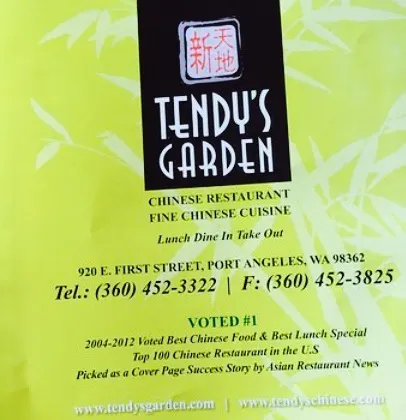 新天地
TENDY'S
GARDEN
CHINESE RESTAURANT
FINE CHINESE CUISINE
Lunch Dine In Take Out
920 E. FIRST STREET, PORT ANGELES, WA 98362
Tel.: (360) 452-3322 | F: (360) 452-3825
VOTED #1
2004-2012 Voted Best Chinese Food & Best Lunch Special
Top 100 Chinese Restaurant in the U.S
Picked as a Cover Page Success Story by Asian Restaurant News
www.tendysgarden.com | www.tendyschinese.com